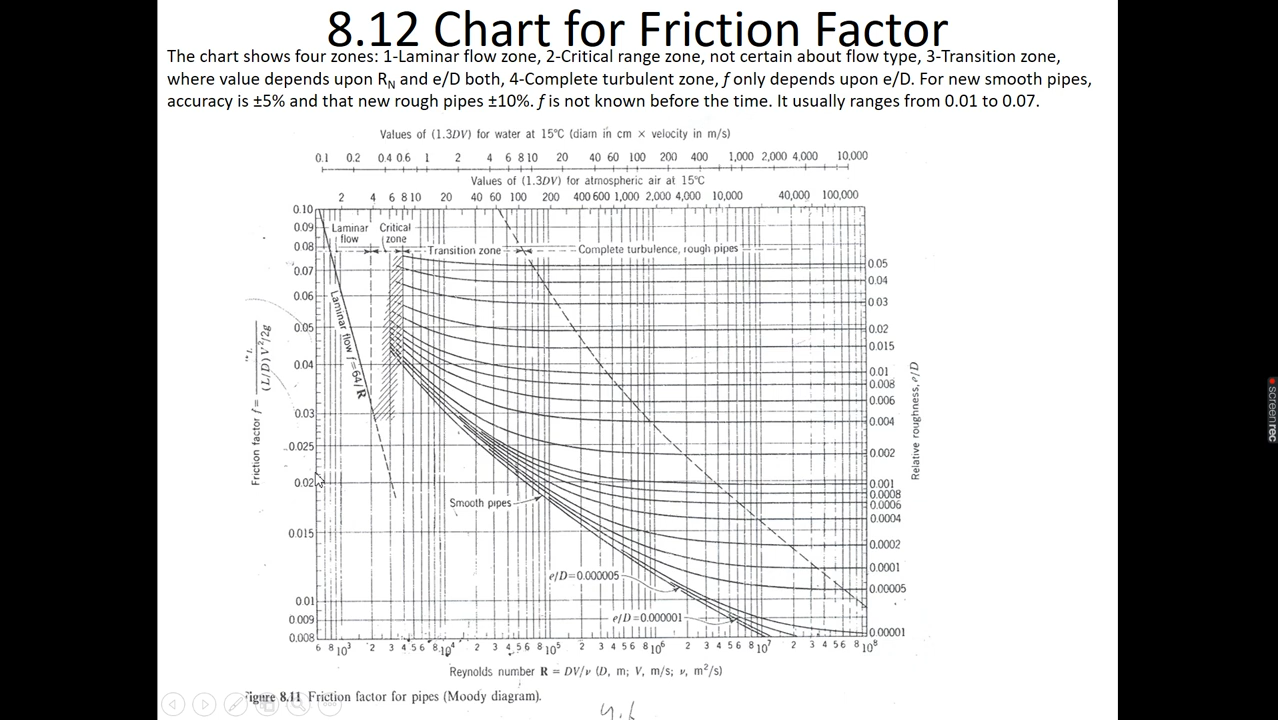 8.12 Chart for Friction Factor
The chart shows four zones: 1-Laminar flow zone, 2-Critical range zone, not certain about flow type, 3-Transition zone,
where value depends upon RN and e/D both, 4-Complete turbulent zone, f only depends upon e/D. For new smooth pipes,
accuracy is ±5% and that new rough pipes ±10%. f is not known before the time. It usually ranges from 0.01 to 0.07.
Values of (1.3DV) for water at 15°C (diam in cm × velocity in m/s)
0.1 0.2 0.4 0.6 1 2 4 6 8 10 20 40 60 100 200 400 1,000 2,000 4,000 10,000
Values of (1.3DV) for atmospheric air at 15°C
2 4 6 8 10 20 40 60 100 200 400 600 1,000 2,000 4,000 10,000 40,000 100,000
0.10
0.09
0.08
0.07
0.06
0.05
0.04
0.03
0.025
0.02
0.015
0.01
0.009
0.008
Laminar flow
Critical zone
Transition zone
Complete turbulence, rough pipes
Laminar flow f=64/R
Friction factor f = (L/D) V²/2g
Smooth pipes
e/D=0.000005
e/D=0.000001
0.05
0.04
0.03
0.02
0.015
0.01
0.008
0.006
0.004
0.002
0.001
0.0008
0.0006
0.0004
0.0002
0.0001
0.00005
0.00001
Relative roughness, e/D
6 8 10³ 2 3 4 5 6 8 10⁴ 2 3 4 5 6 8 10⁵ 2 3 4 5 6 8 10⁶ 2 3 4 5 6 8 10⁷ 2 3 4 5 6 8 10⁸
Reynolds number R = DV/ν (D, m; V, m/s; ν, m²/s)
Figure 8.11 Friction factor for pipes (Moody diagram).
screenrec